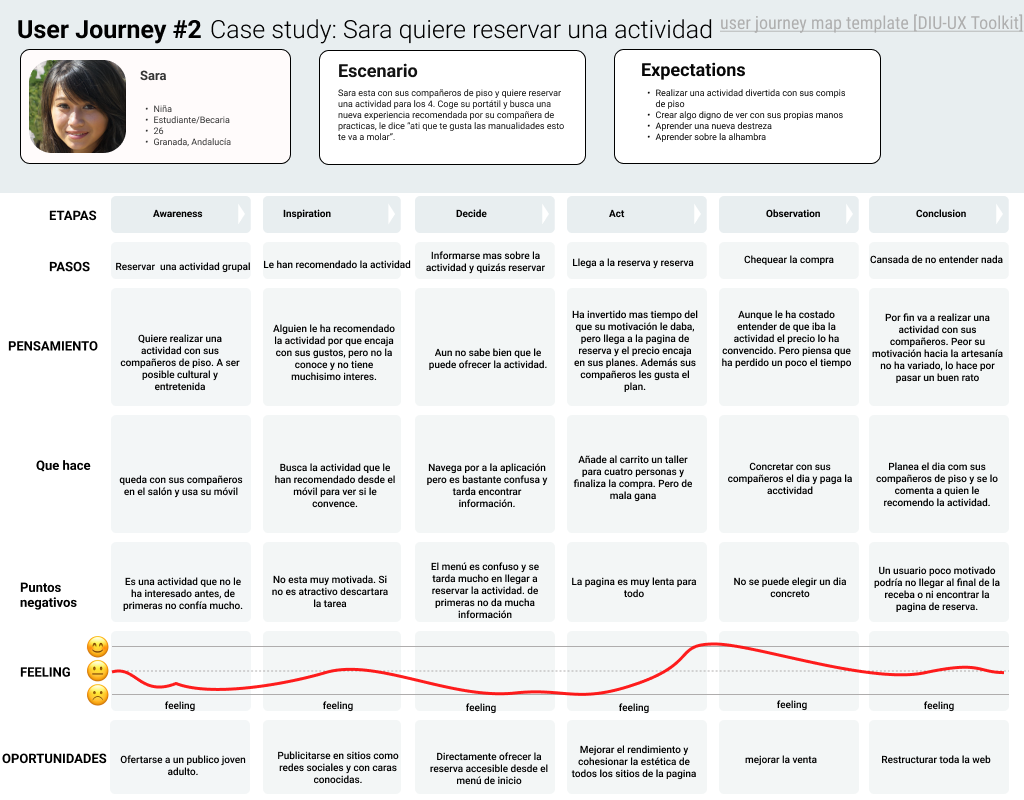 User Journey #2 Case study: Sara quiere reservar una actividad
user journey map template [DIU-UX Toolkit]
Sara
• Niña
• Estudiante/Becaria
• 26
• Granada, Andalucía
Escenario
Sara esta con sus compañeros de piso y quiere reservar
una actividad para los 4. Coge su portátil y busca una
nueva experiencia recomendada por su compañera de
practicas, le dice "ati que te gusta las manualidades esto
te va a molar".
Expectations
• Realizar una actividad divertida con sus compis
de piso
• Crear algo digno de ver con sus propias manos
• Aprender una nueva destreza
• Aprender sobre la alhambra
ETAPAS
Awareness
Inspiration
Decide
Act
Observation
Conclusion
PASOS
Reservar una actividad grupal
Le han recomendado la actividad
Informarse mas sobre la
actividad y quizás reservar
Llega a la reserva y reserva
Chequear la compra
Cansada de no entender nada
PENSAMIENTO
Quiere realizar una
actividad con sus
compañeros de piso. A ser
posible cultural y
entretenida
Alguien le ha recomendado
la actividad por que encaja
con sus gustos, pero no la
conoce y no tiene
muchisimo interes.
Aun no sabe bien que le
puede ofrecer la actividad.
Ha invertido mas tiempo del
que su motivación le daba,
pero llega a la pagina de
reserva y el precio encaja
en sus planes. Además sus
compañeros les gusta el
plan.
Aunque le ha costado
entender de que iba la
actividad el precio lo ha
convencido. Pero piensa que
ha perdido un poco el tiempo
Por fin va a realizar una
actividad con sus
compañeros. Peor su
motivación hacia la artesanía
no ha variado, lo hace por
pasar un buen rato
Que hace
queda con sus compañeros
en el salón y usa su móvil
Busca la actividad que le
han recomendado desde el
móvil para ver si le
convence.
Navega por a la aplicación
pero es bastante confusa y
tarda encontrar
información.
Añade al carrito un taller
para cuatro personas y
finaliza la compra. Pero de
mala gana
Concretar con sus
compañeros el dia y paga la
acctividad
Planea el dia com sus
compañeros de piso y se lo
comenta a quien le
recomendo la actividad.
Puntos
negativos
Es una actividad que no le
ha interesado antes, de
primeras no confía mucho.
No esta muy motivada. Si
no es atractivo descartara
la tarea
El menú es confuso y se
tarda mucho en llegar a
reservar la actividad. de
primeras no da mucha
información
La pagina es muy lenta para
todo
No se puede elegir un dia
concreto
Un usuario poco motivado
podría no llegar al final de la
receba o ni encontrar la
pagina de reserva.
FEELING
feeling
feeling
feeling
feeling
feeling
feeling
OPORTUNIDADES
Ofertarse a un publico joven
adulto.
Publicitarse en sitios como
redes sociales y con caras
conocidas.
Directamente ofrecer la
reserva accesible desde el
menú de inicio
Mejorar el rendimiento y
cohesionar la estética de
todos los sitios de la pagina
mejorar la venta
Restructurar toda la web